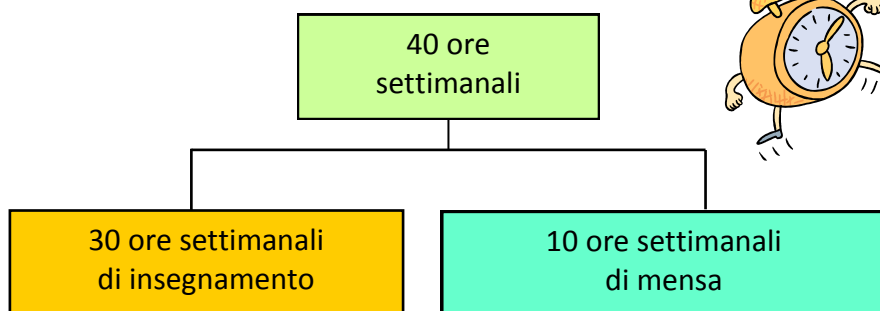 40 ore
settimanali
30 ore settimanali
di insegnamento
10 ore settimanali
di mensa